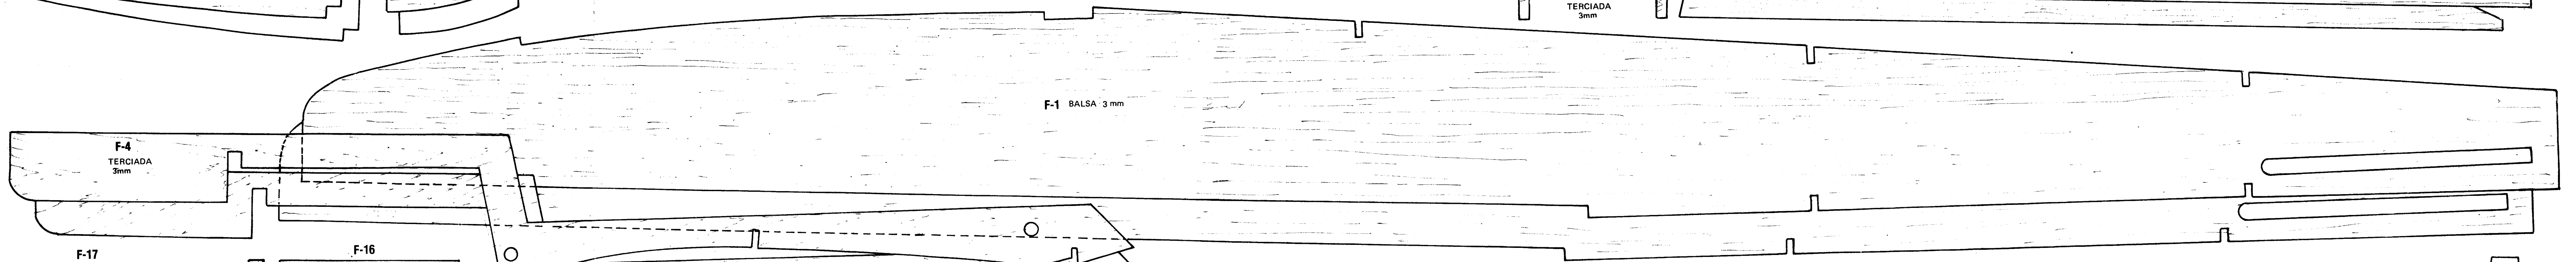 TERCIADA
3mm
F-1 BALSA 3 mm
F-4
TERCIADA
3mm
F-17
F-16